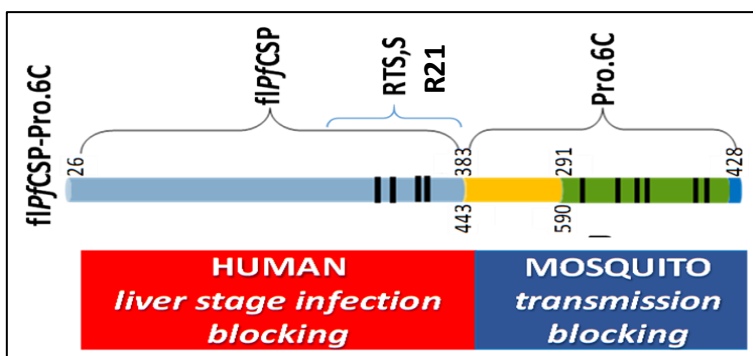 flPfCSP-Pro.6C
flPfCSP
RTS,S
R21
Pro.6C
26
383
443
291
590
428
HUMAN
liver stage infection
blocking
MOSQUITO
transmission
blocking